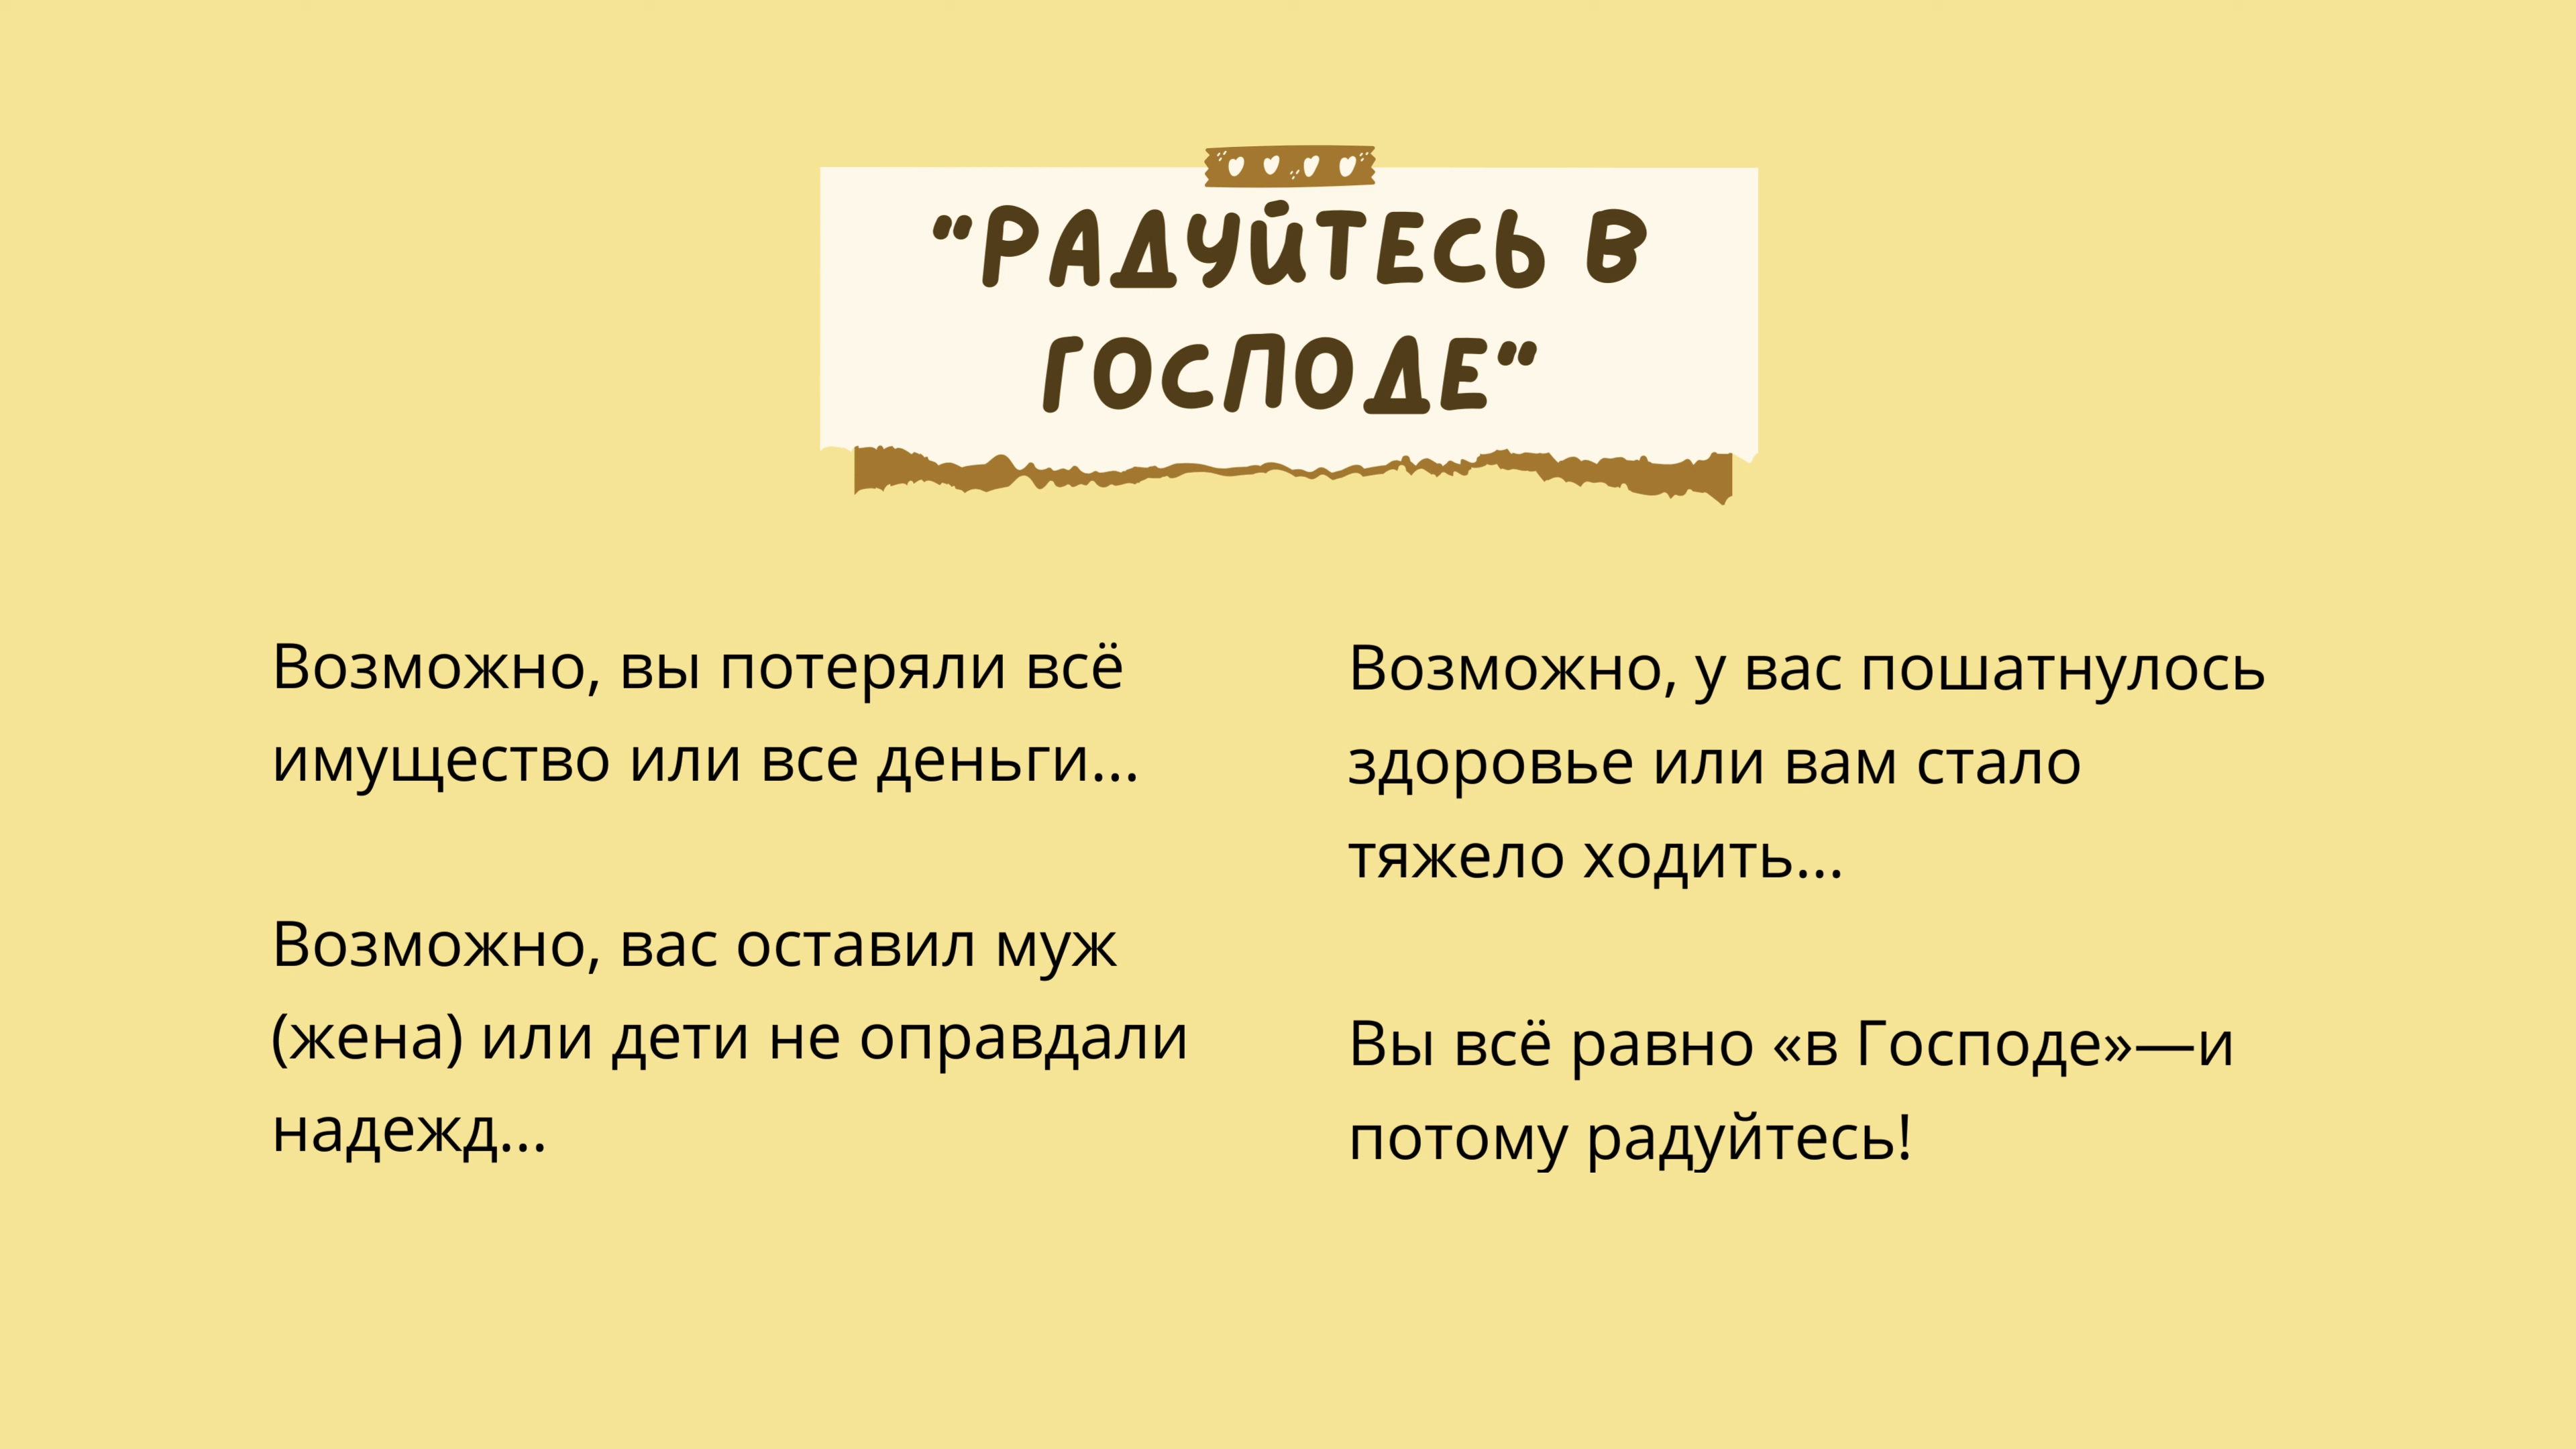 "РАДУЙТЕСЬ В
ГОСПОДЕ"
Возможно, вы потеряли всё
имущество или все деньги...
Возможно, вас оставил муж
(жена) или дети не оправдали
надежд...
Возможно, у вас пошатнулось
здоровье или вам стало
тяжело ходить...
Вы всё равно «в Господе»—и
потому радуйтесь!